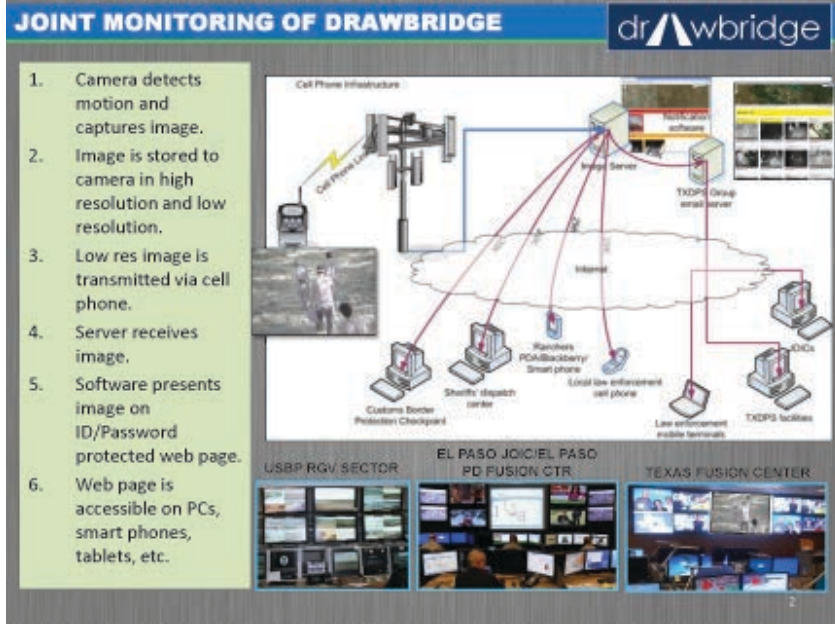 JOINT MONITORING OF DRAWBRIDGE
drawbridge
1. Camera detects
motion and
captures image.
2. Image is stored to
camera in high
resolution and low
resolution.
3. Low res image is
transmitted via cell
phone.
4. Server receives
image.
5. Software presents
image on
ID/Password
protected web page.
6. Web page is
accessible on PCs,
smart phones,
tablets, etc.
Cell Phone Infrastructure
Cell Phone Link
Notification
software
Image Server
TXDPS Group
email server
Internet
JOICs
Ranchers
PDA/Blackberry/
Smart phone
Sheriffs' dispatch
center
Local law enforcement
cell phone
Customs Border
Protection Checkpoint
Law enforcement
mobile terminals
TXDPS facilities
USBP RGV SECTOR
EL PASO JOIC/EL PASO
PD FUSION CTR
TEXAS FUSION CENTER
2